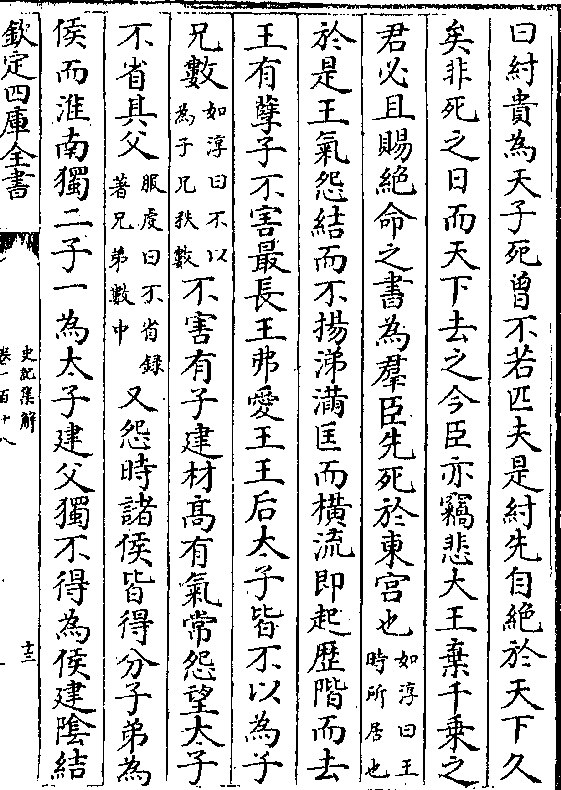 曰紂貴為天子死曾不若匹夫是紂先自絶於天下久
矣非死之日而天下去之今臣亦竊悲大王棄千乗之
君必且賜絶命之書為羣臣先死於東宫也如淳曰王時所居也
於是王氣怨結而不揚涕滿匡而横流即起歴階而去
王有孽子不害最長王弗愛王王后太子皆不以為子
兄數如淳曰不以為子兄秩數不害有子建材髙有氣常怨望太子
不省其父服虔曰不省錄著兄弟數中又怨時諸侯皆得分子弟為
侯而淮南獨二子一為太子建父獨不得為侯建隂結
欽定四庫全書
史記集解
卷一百十八
十三